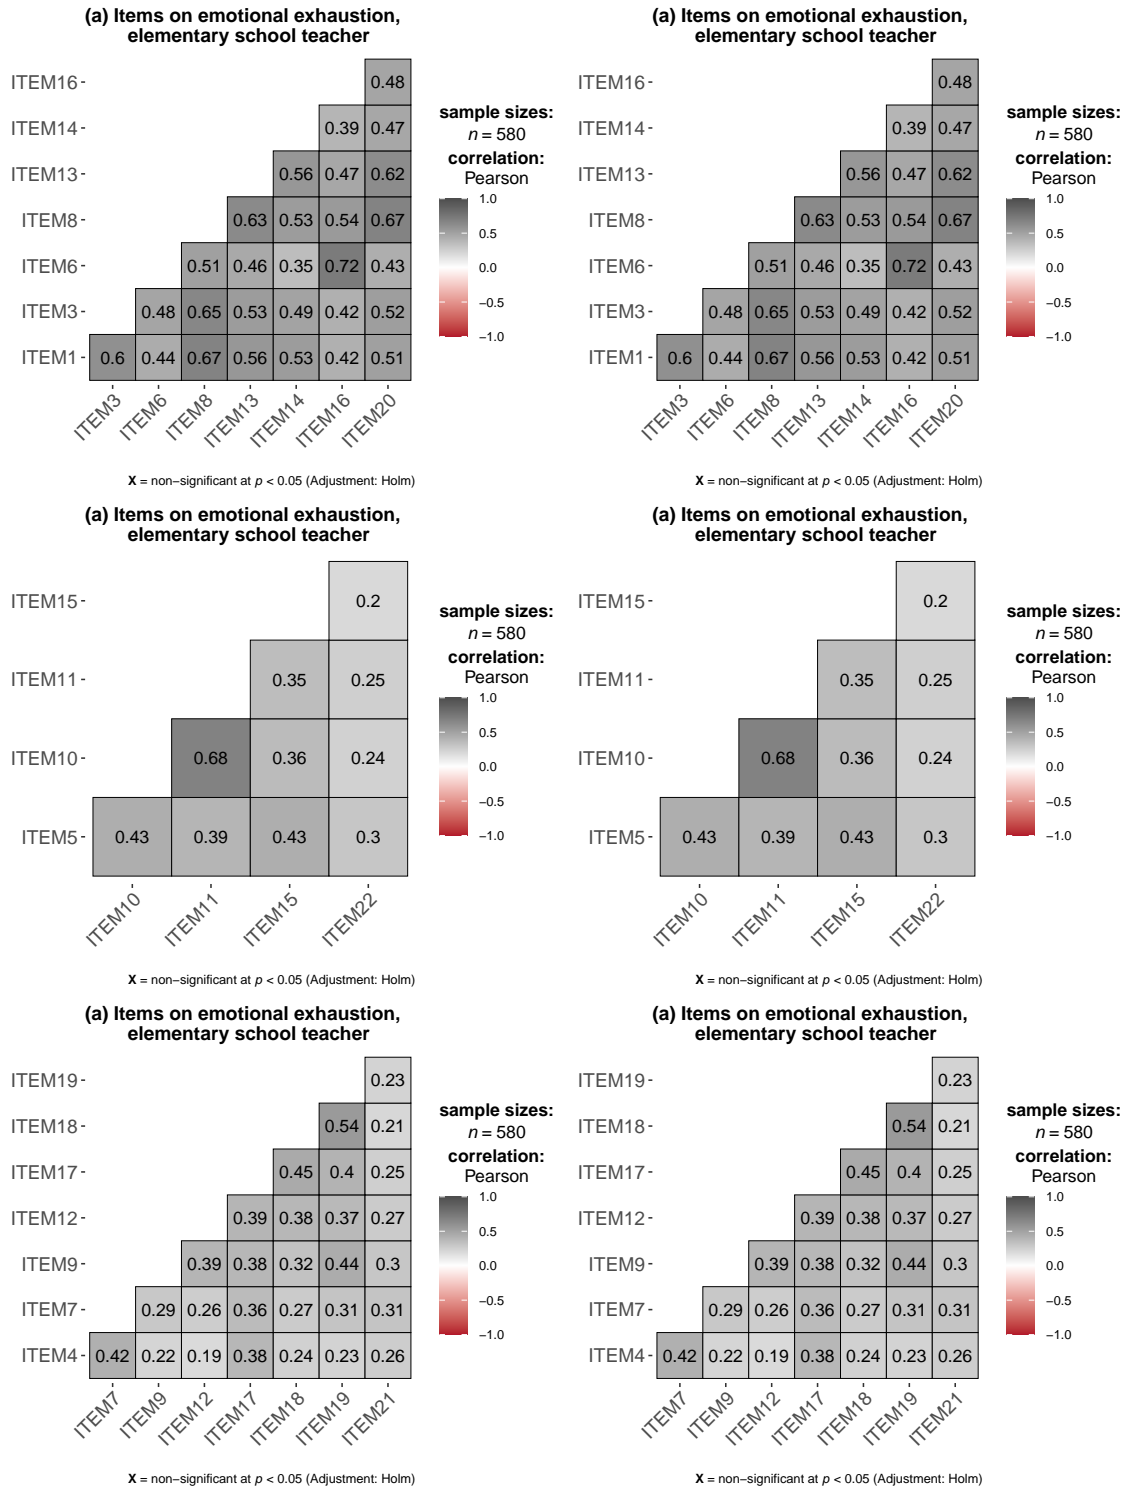 (a) Items on emotional exhaustion,
elementary school teacher
ITEM16
0.48
ITEM14
0.39 0.47
ITEM13
0.56 0.47 0.62
ITEM8
0.63 0.53 0.54 0.67
ITEM6
0.51 0.46 0.35 0.72 0.43
ITEM3
0.48 0.65 0.53 0.49 0.42 0.52
ITEM1
0.6 0.44 0.67 0.56 0.53 0.42 0.51
ITEM3 ITEM6 ITEM8 ITEM13 ITEM14 ITEM16 ITEM20
sample sizes:
n = 580
correlation:
Pearson
1.0
0.5
0.0
−0.5
−1.0
X = non−significant at p < 0.05 (Adjustment: Holm)
(a) Items on emotional exhaustion,
elementary school teacher
ITEM16
0.48
ITEM14
0.39 0.47
ITEM13
0.56 0.47 0.62
ITEM8
0.63 0.53 0.54 0.67
ITEM6
0.51 0.46 0.35 0.72 0.43
ITEM3
0.48 0.65 0.53 0.49 0.42 0.52
ITEM1
0.6 0.44 0.67 0.56 0.53 0.42 0.51
ITEM3 ITEM6 ITEM8 ITEM13 ITEM14 ITEM16 ITEM20
sample sizes:
n = 580
correlation:
Pearson
1.0
0.5
0.0
−0.5
−1.0
X = non−significant at p < 0.05 (Adjustment: Holm)
(a) Items on emotional exhaustion,
elementary school teacher
ITEM15
0.2
ITEM11
0.35 0.25
ITEM10
0.68 0.36 0.24
ITEM5
0.43 0.39 0.43 0.3
ITEM10 ITEM11 ITEM15 ITEM22
sample sizes:
n = 580
correlation:
Pearson
1.0
0.5
0.0
−0.5
−1.0
X = non−significant at p < 0.05 (Adjustment: Holm)
(a) Items on emotional exhaustion,
elementary school teacher
ITEM15
0.2
ITEM11
0.35 0.25
ITEM10
0.68 0.36 0.24
ITEM5
0.43 0.39 0.43 0.3
ITEM10 ITEM11 ITEM15 ITEM22
sample sizes:
n = 580
correlation:
Pearson
1.0
0.5
0.0
−0.5
−1.0
X = non−significant at p < 0.05 (Adjustment: Holm)
(a) Items on emotional exhaustion,
elementary school teacher
ITEM19
0.23
ITEM18
0.54 0.21
ITEM17
0.45 0.4 0.25
ITEM12
0.39 0.38 0.37 0.27
ITEM9
0.39 0.38 0.32 0.44 0.3
ITEM7
0.29 0.26 0.36 0.27 0.31 0.31
ITEM4
0.42 0.22 0.19 0.38 0.24 0.23 0.26
ITEM7 ITEM9 ITEM12 ITEM17 ITEM18 ITEM19 ITEM21
sample sizes:
n = 580
correlation:
Pearson
1.0
0.5
0.0
−0.5
−1.0
X = non−significant at p < 0.05 (Adjustment: Holm)
(a) Items on emotional exhaustion,
elementary school teacher
ITEM19
0.23
ITEM18
0.54 0.21
ITEM17
0.45 0.4 0.25
ITEM12
0.39 0.38 0.37 0.27
ITEM9
0.39 0.38 0.32 0.44 0.3
ITEM7
0.29 0.26 0.36 0.27 0.31 0.31
ITEM4
0.42 0.22 0.19 0.38 0.24 0.23 0.26
ITEM7 ITEM9 ITEM12 ITEM17 ITEM18 ITEM19 ITEM21
sample sizes:
n = 580
correlation:
Pearson
1.0
0.5
0.0
−0.5
−1.0
X = non−significant at p < 0.05 (Adjustment: Holm)